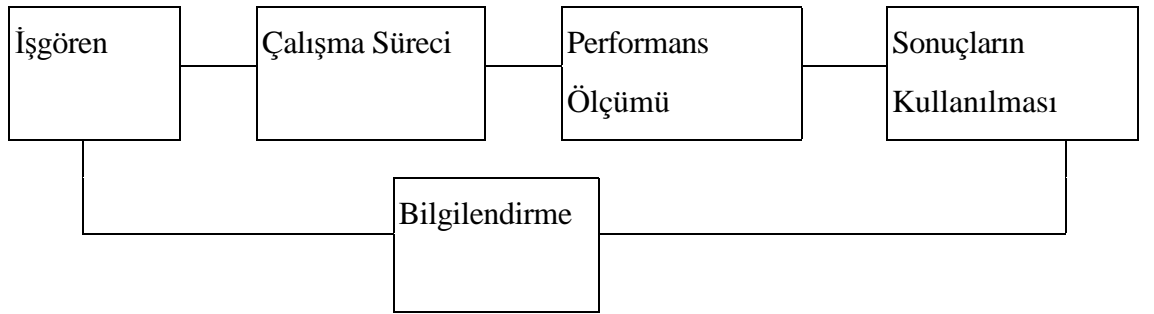 İşgören
Çalışma Süreci
Performans
Ölçümü
Sonuçların
Kullanılması
Bilgilendirme